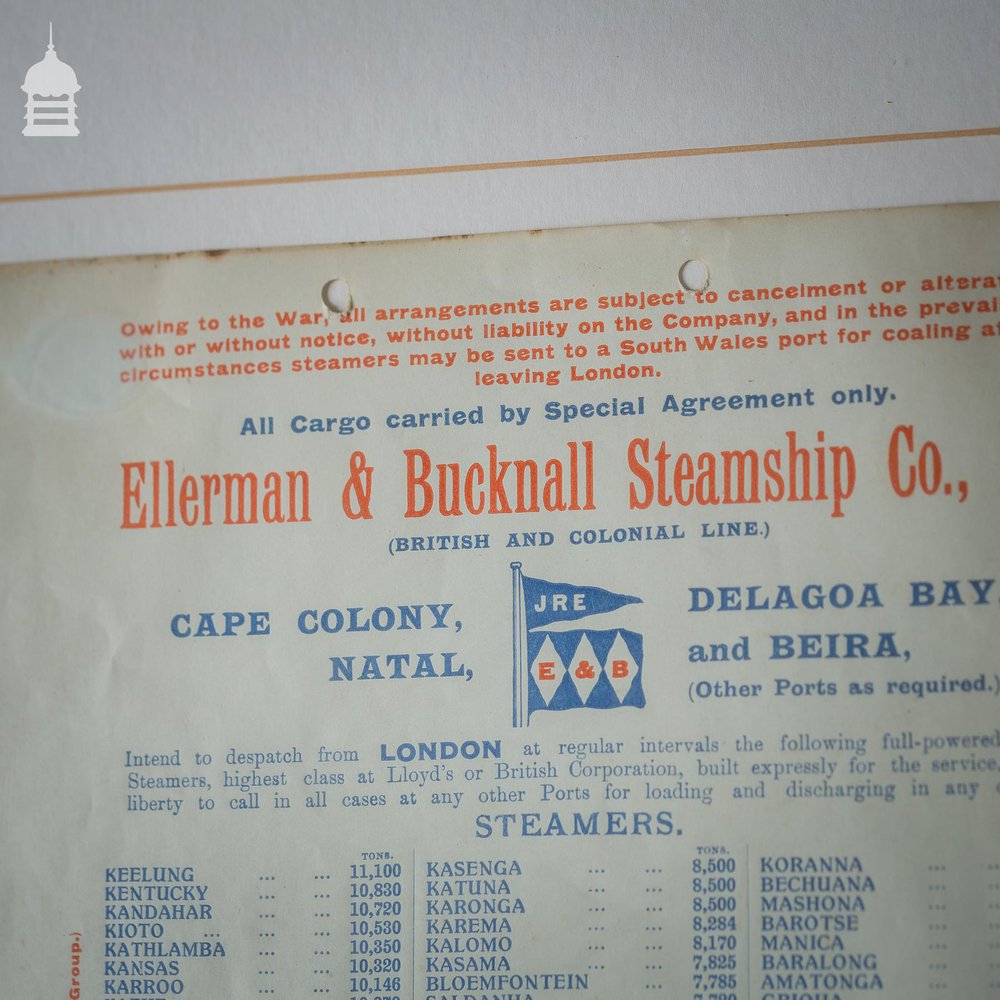 Owing to the War, all arrangements are subject to cancelment or altera
with or without notice, without liability on the Company, and in the prevai
circumstances steamers may be sent to a South Wales port for coaling a
leaving London.
All Cargo carried by Special Agreement only.
Ellerman & Bucknall Steamship Co.,
(BRITISH AND COLONIAL LINE.)
CAPE COLONY,
NATAL,
JRE
E & B
DELAGOA BAY
and BEIRA,
(Other Ports as required.)
Intend to despatch from LONDON at regular intervals the following full-powered
Steamers, highest class at Lloyd's or British Corporation, built expressly for the service,
liberty to call in all cases at any other Ports for loading and discharging in any
STEAMERS.
TONS. TONS.
KEELUNG ... ... 11,100 KASENGA ... ... 8,500 KORANNA ... ...
KENTUCKY ... ... 10,830 KATUNA ... ... 8,500 BECHUANA ... ...
KANDAHAR ... ... 10,720 KARONGA ... ... 8,500 MASHONA ... ...
KIOTO ... ... 10,530 KAREMA ... ... 8,284 BAROTSE ... ...
KATHLAMBA ... ... 10,350 KALOMO ... ... 8,170 MANICA ... ...
KANSAS ... ... 10,320 KASAMA ... ... 7,825 BARALONG ... ...
KARROO ... ... 10,146 BLOEMFONTEIN ... 7,785 AMATONGA ... ...
Group.)